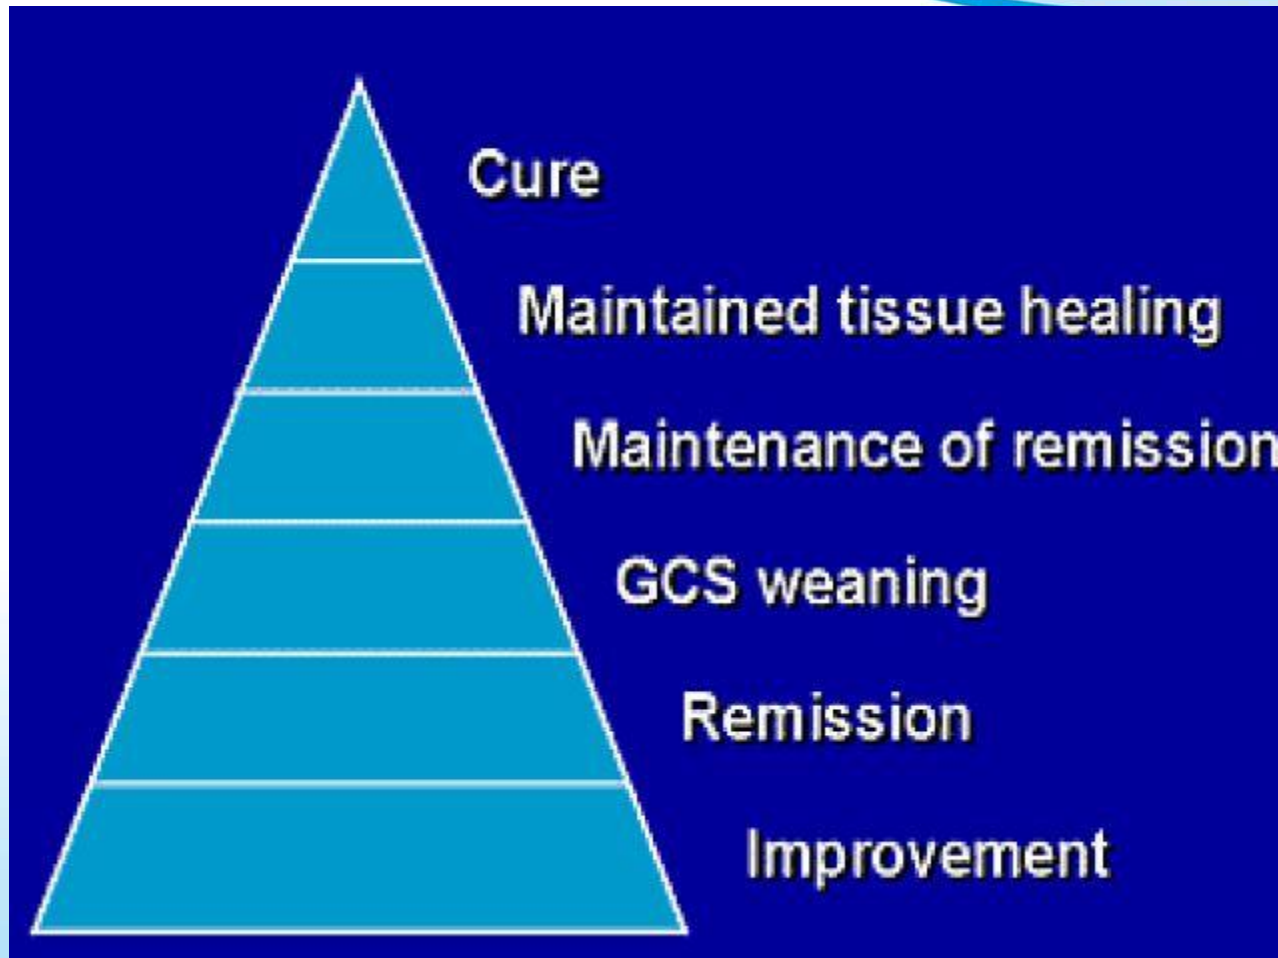 Cure
Maintained tissue healing
Maintenance of remission
GCS weaning
Remission
Improvement